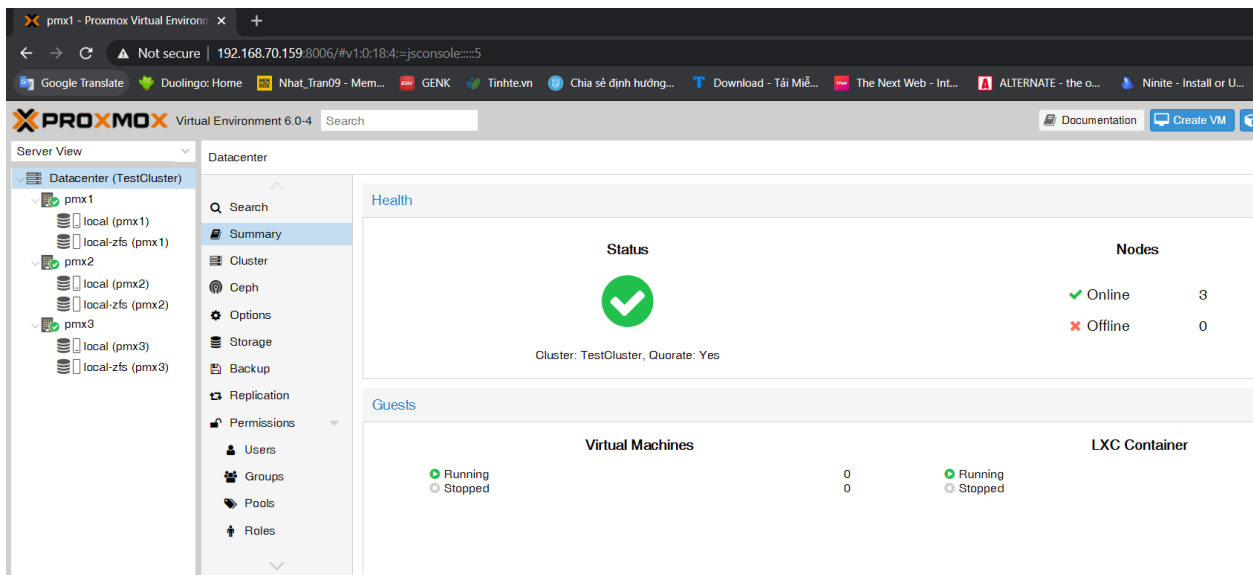 pmx1 - Proxmox Virtual Environm
Not secure | 192.168.70.159:8006/#v1:0:18:4:=jsconsole:::::5
Google Translate Duolingo: Home Nhat_Tran09 - Mem... GENK Tinhte.vn Chia sẻ định hướng... Download - Tải Miễ... The Next Web - Int... ALTERNATE - the o... Ninite - Install or U...
PROXMOX Virtual Environment 6.0-4 Search Documentation Create VM
Server View
Datacenter
Datacenter (TestCluster)
pmx1
local (pmx1)
local-zfs (pmx1)
pmx2
local (pmx2)
local-zfs (pmx2)
pmx3
local (pmx3)
local-zfs (pmx3)
Search
Summary
Cluster
Ceph
Options
Storage
Backup
Replication
Permissions
Users
Groups
Pools
Roles
Health
Status
Cluster: TestCluster, Quorate: Yes
Nodes
Online 3
Offline 0
Guests
Virtual Machines
Running 0
Stopped 0
LXC Container
Running
Stopped